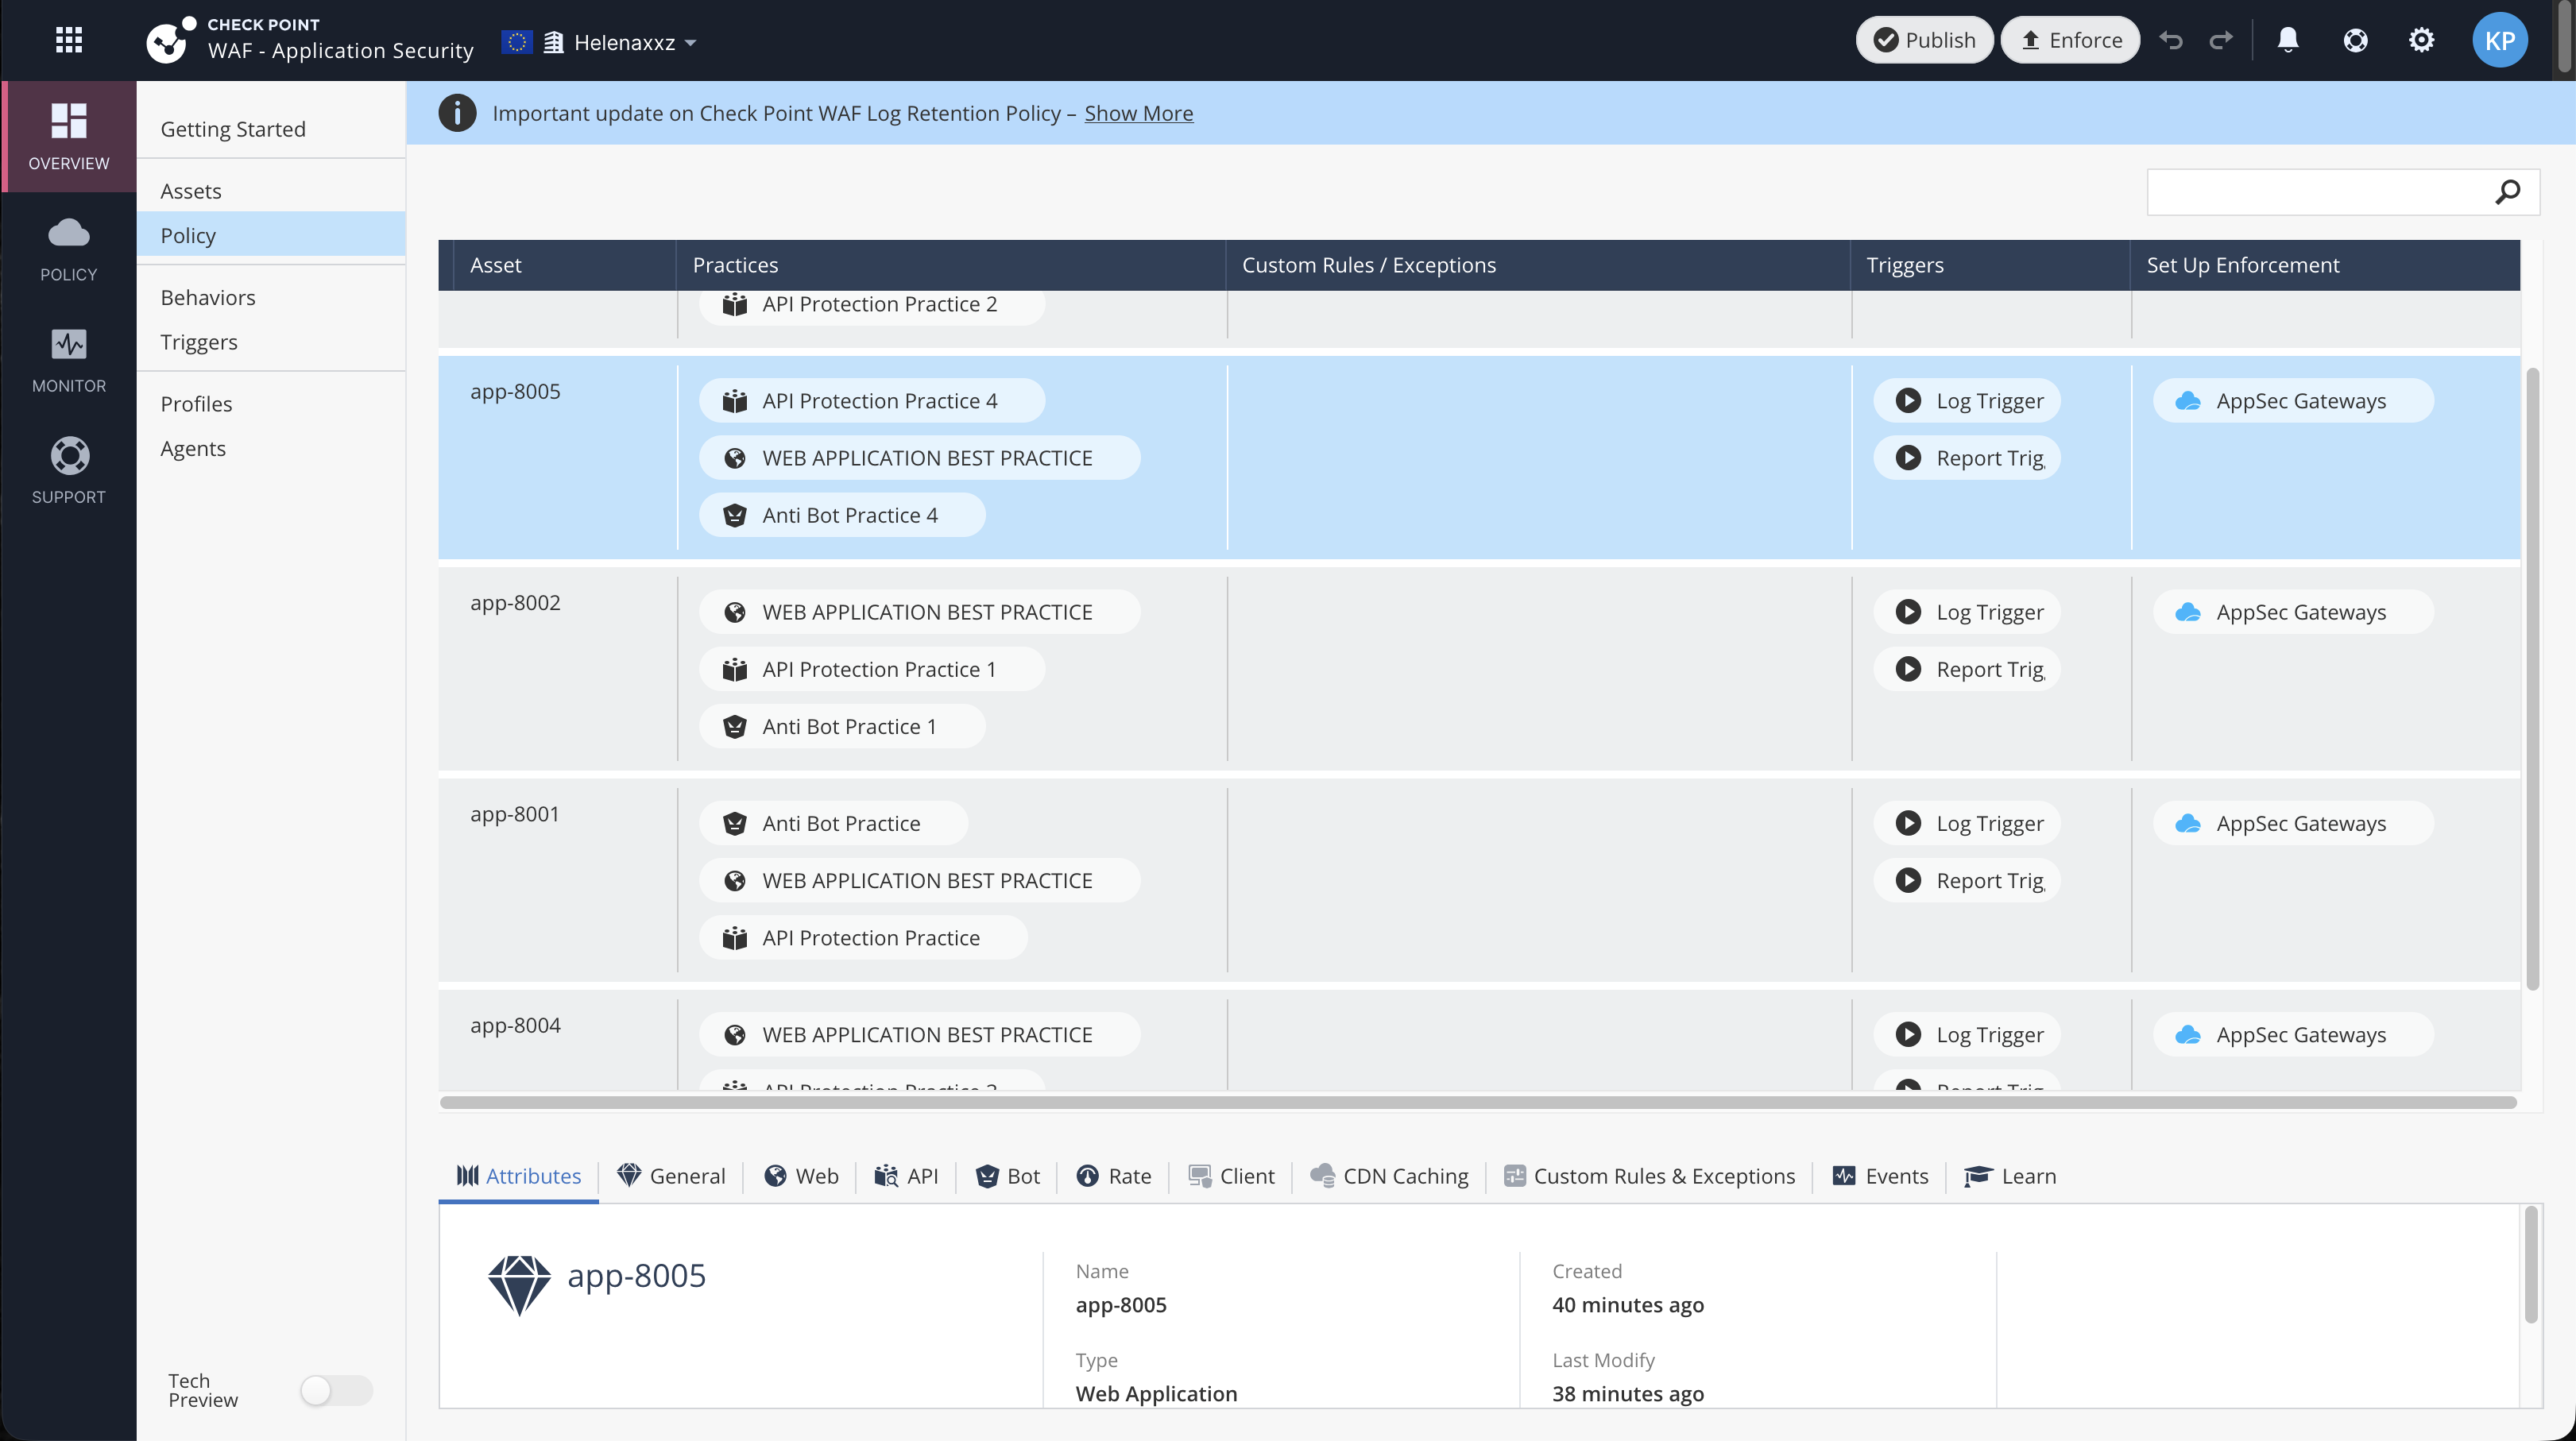 CHECK POINT
WAF - Application Security
Helenaxxz
Publish
Enforce
KP
OVERVIEW
POLICY
MONITOR
SUPPORT
Getting Started
Assets
Policy
Behaviors
Triggers
Profiles
Agents
Tech
Preview
Important update on Check Point WAF Log Retention Policy – Show More
Asset Practices Custom Rules / Exceptions Triggers Set Up Enforcement
API Protection Practice 2
app-8005 API Protection Practice 4 Log Trigger AppSec Gateways
WEB APPLICATION BEST PRACTICE Report Trig
Anti Bot Practice 4
app-8002 WEB APPLICATION BEST PRACTICE Log Trigger AppSec Gateways
API Protection Practice 1 Report Trig
Anti Bot Practice 1
app-8001 Anti Bot Practice Log Trigger AppSec Gateways
WEB APPLICATION BEST PRACTICE Report Trig
API Protection Practice
app-8004 WEB APPLICATION BEST PRACTICE Log Trigger AppSec Gateways
API Protection Practice Report Trig
Attributes General Web API Bot Rate Client CDN Caching Custom Rules & Exceptions Events Learn
app-8005
Name
app-8005
Type
Web Application
Created
40 minutes ago
Last Modify
38 minutes ago